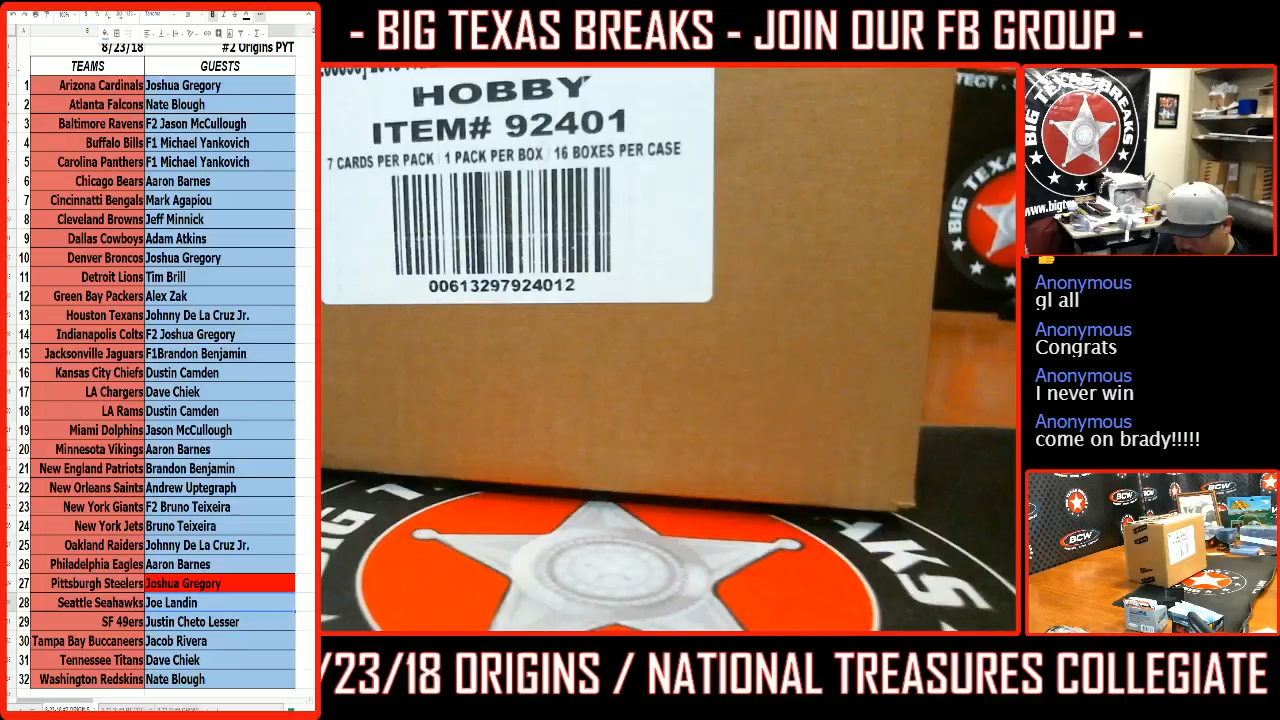 - BIG TEXAS BREAKS - JOIN OUR FB GROUP -
8/23/18 #2 Origins PYT
TEAMS GUESTS
1 Arizona Cardinals Joshua Gregory
2 Atlanta Falcons Nate Blough
3 Baltimore Ravens F2 Jason McCullough
4 Buffalo Bills F1 Michael Yankovich
5 Carolina Panthers F1 Michael Yankovich
6 Chicago Bears Aaron Barnes
7 Cincinnatti Bengals Mark Agapiou
8 Cleveland Browns Jeff Minnick
9 Dallas Cowboys Adam Atkins
10 Denver Broncos Joshua Gregory
11 Detroit Lions Tim Brill
12 Green Bay Packers Alex Zak
13 Houston Texans Johnny De La Cruz Jr.
14 Indianapolis Colts F2 Joshua Gregory
15 Jacksonville Jaguars F1Brandon Benjamin
16 Kansas City Chiefs Dustin Camden
17 LA Chargers Dave Chiek
18 LA Rams Dustin Camden
19 Miami Dolphins Jason McCullough
20 Minnesota Vikings Aaron Barnes
21 New England Patriots Brandon Benjamin
22 New Orleans Saints Andrew Uptegraph
23 New York Giants F2 Bruno Teixeira
24 New York Jets Bruno Teixeira
25 Oakland Raiders Johnny De La Cruz Jr.
26 Philadelphia Eagles Aaron Barnes
27 Pittsburgh Steelers Joshua Gregory
28 Seattle Seahawks Joe Landin
29 SF 49ers Justin Cheto Lesser
30 Tampa Bay Buccaneers Jacob Rivera
31 Tennessee Titans Dave Chiek
32 Washington Redskins Nate Blough
HOBBY
ITEM# 92401
7 CARDS PER PACK | 1 PACK PER BOX | 16 BOXES PER CASE
00613297924012
BIG TEXAS BREAKS
www.bigt
Anonymous
gl all
Anonymous
Congrats
Anonymous
I never win
Anonymous
come on brady!!!!!
BCW
BCW
/23/18 ORIGINS / NATIONAL TREASURES COLLEGIATE